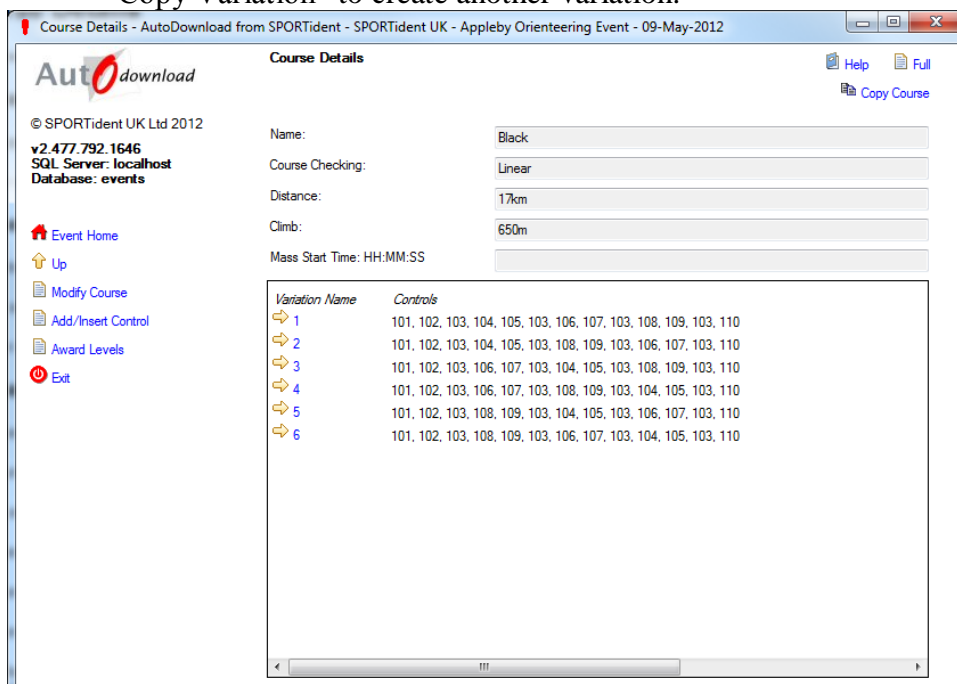 "Copy Variation" to create another variation.
Course Details - AutoDownload from SPORTident - SPORTident UK - Appleby Orienteering Event - 09-May-2012
AutOdownload
Course Details
Help
Full
Copy Course
© SPORTident UK Ltd 2012
v2.477.792.1646
SQL Server: localhost
Database: events
Name:
Black
Course Checking:
Linear
Distance:
17km
Climb:
650m
Mass Start Time: HH:MM:SS
Event Home
Up
Modify Course
Add/Insert Control
Award Levels
Exit
Variation Name Controls
1 101, 102, 103, 104, 105, 103, 106, 107, 103, 108, 109, 103, 110
2 101, 102, 103, 104, 105, 103, 108, 109, 103, 106, 107, 103, 110
3 101, 102, 103, 106, 107, 103, 104, 105, 103, 108, 109, 103, 110
4 101, 102, 103, 106, 107, 103, 108, 109, 103, 104, 105, 103, 110
5 101, 102, 103, 108, 109, 103, 104, 105, 103, 106, 107, 103, 110
6 101, 102, 103, 108, 109, 103, 106, 107, 103, 104, 105, 103, 110